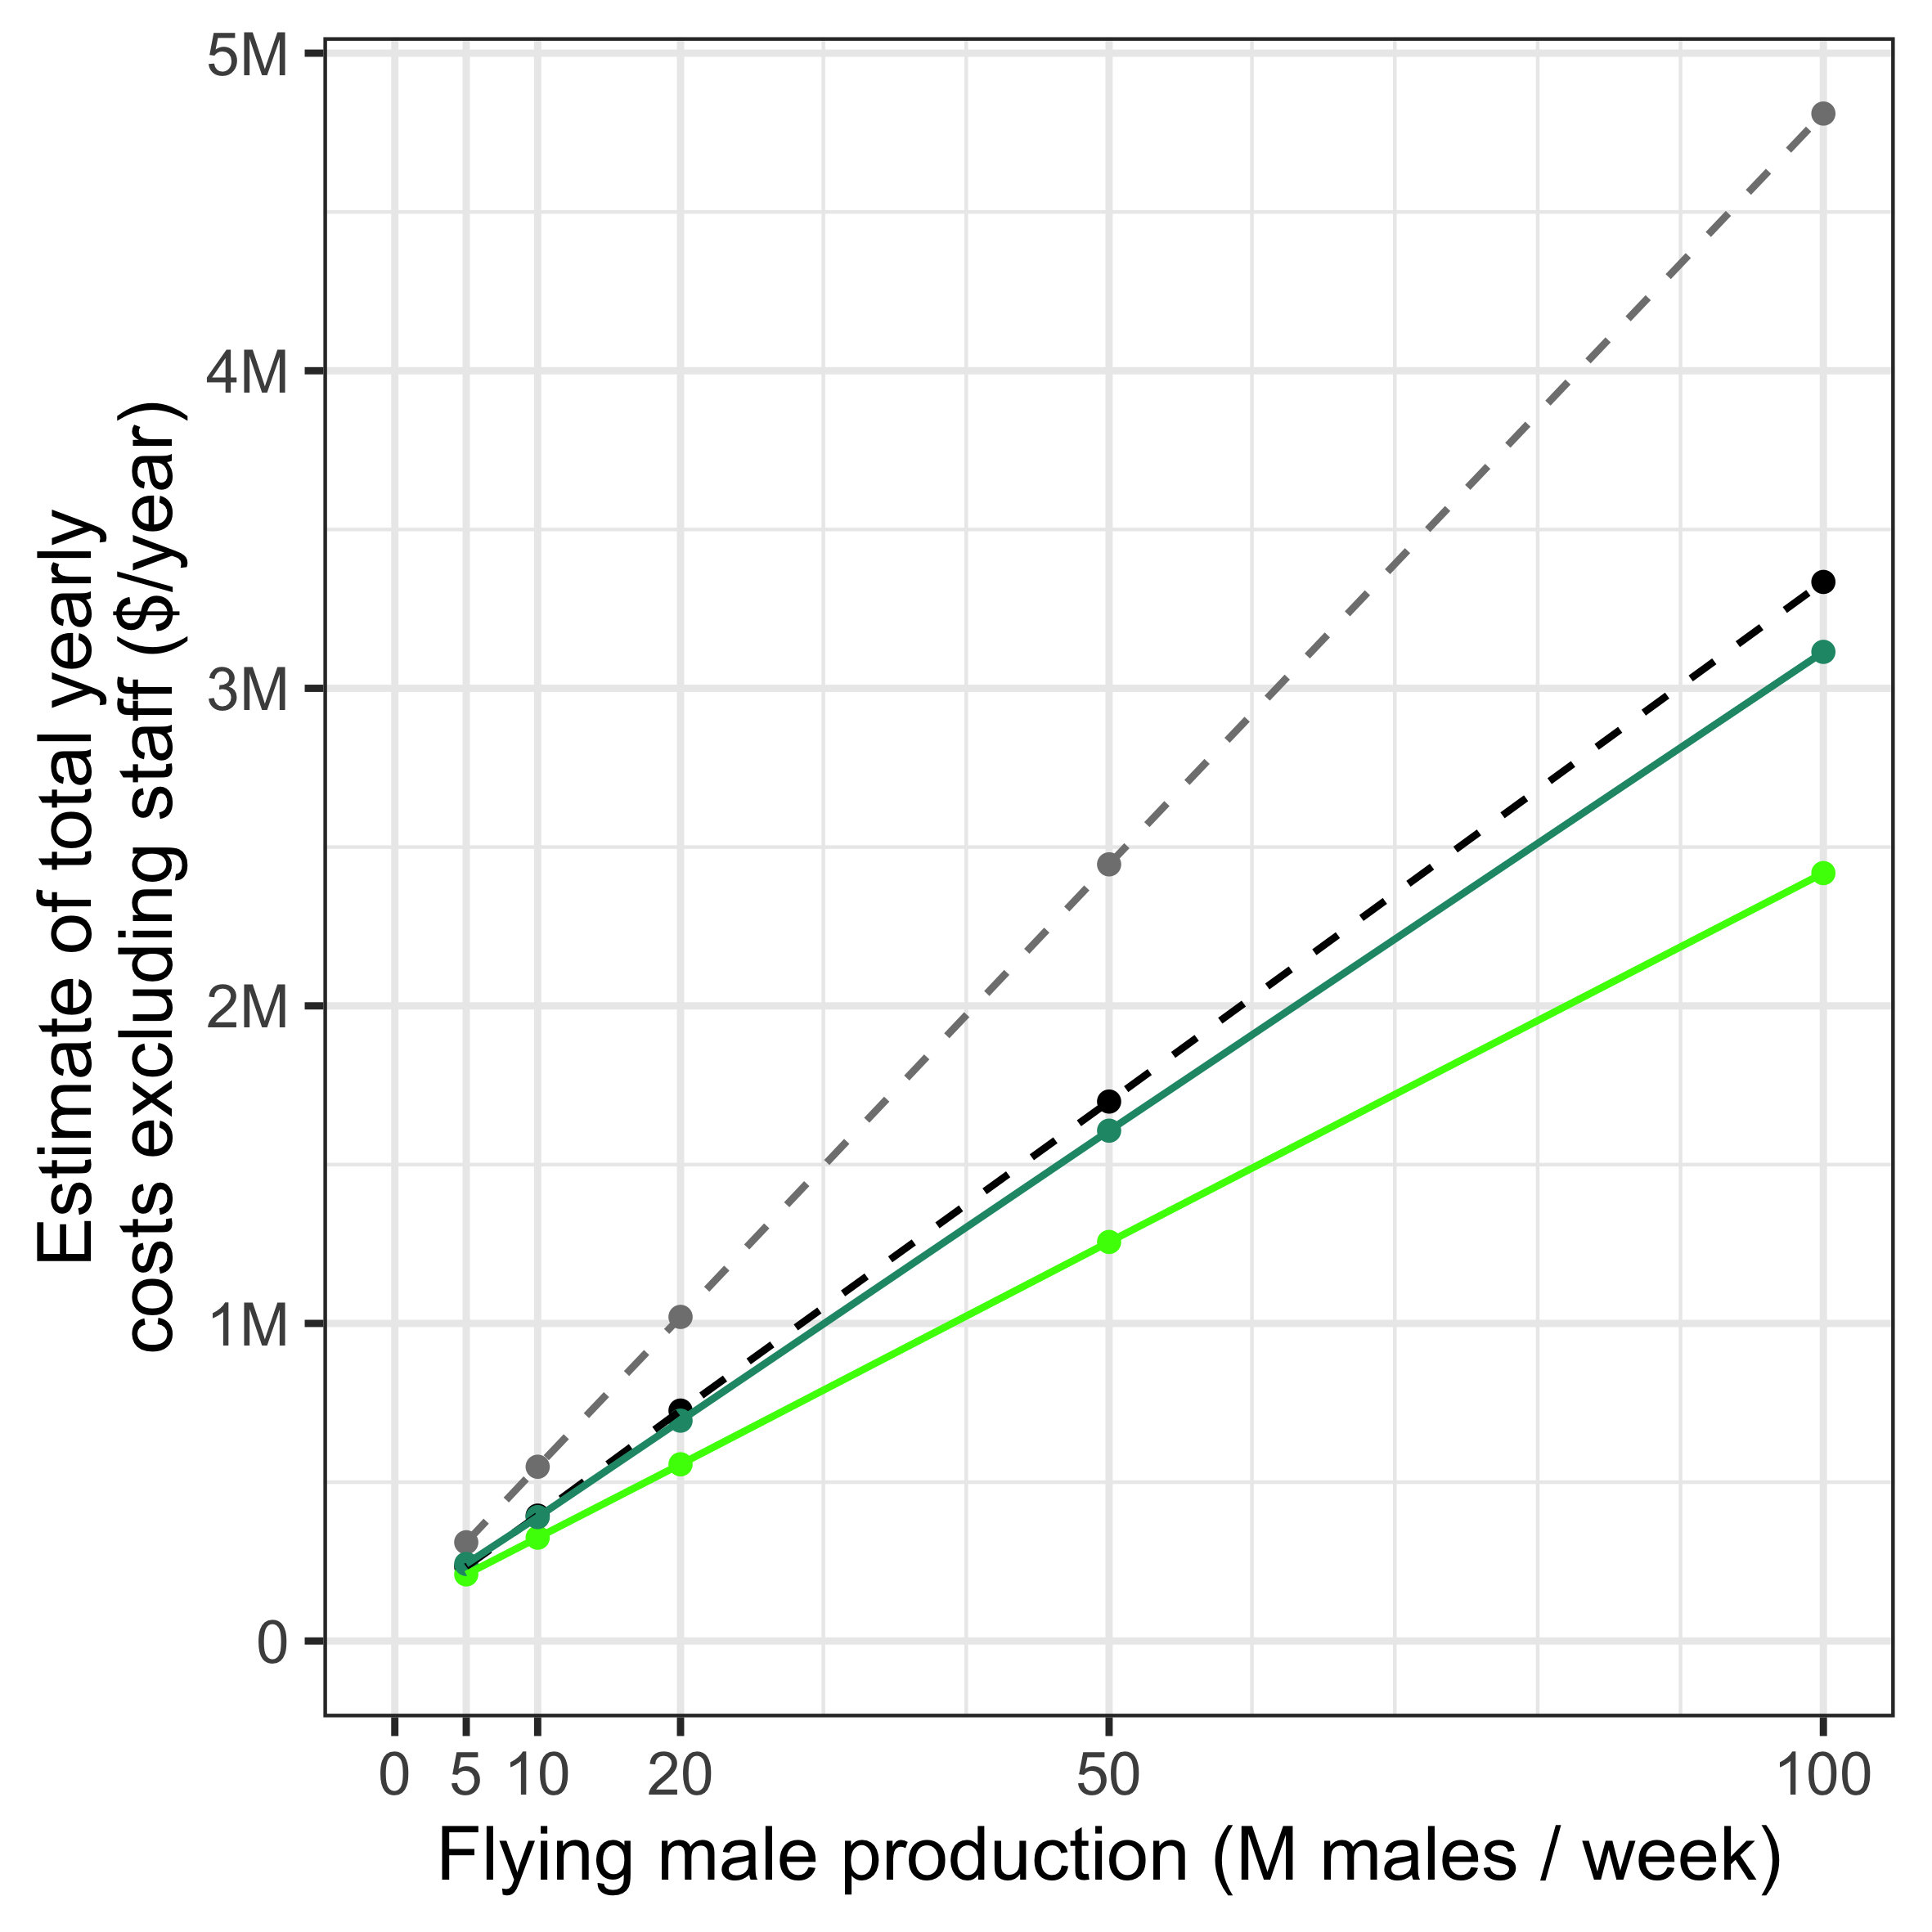 Estimate of total yearly
costs excluding staff ($/year)
5M
4M
3M
2M
1M
0
0 5 10 20 50 100
Flying male production (M males / week)